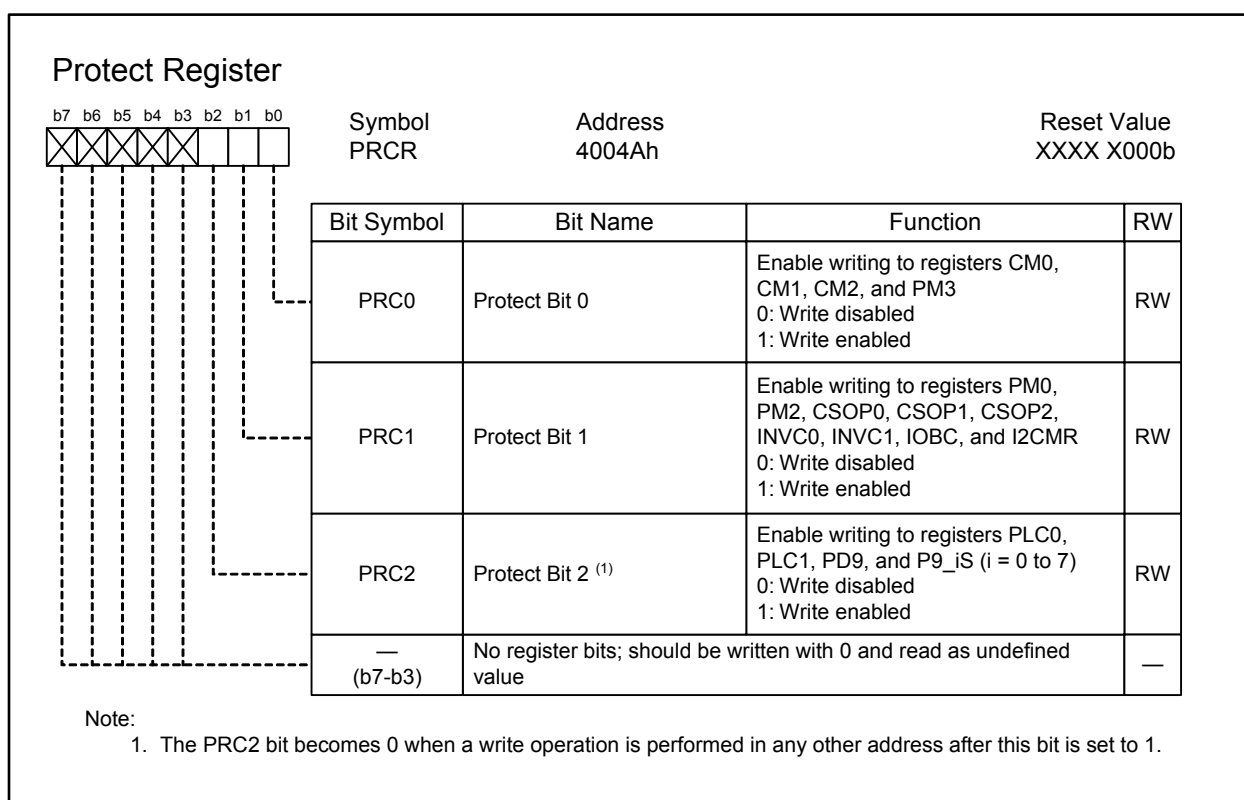 Protect Register
b7 b6 b5 b4 b3 b2 b1 b0
Symbol Address Reset Value
PRCR 4004Ah XXXX X000b
Bit Symbol Bit Name Function RW
PRC0 Protect Bit 0 Enable writing to registers CM0,
CM1, CM2, and PM3
0: Write disabled
1: Write enabled
RW
PRC1 Protect Bit 1 Enable writing to registers PM0,
PM2, CSOP0, CSOP1, CSOP2,
INVC0, INVC1, IOBC, and I2CMR
0: Write disabled
1: Write enabled
RW
PRC2 Protect Bit 2 (1) Enable writing to registers PLC0,
PLC1, PD9, and P9_iS (i = 0 to 7)
0: Write disabled
1: Write enabled
RW
—
(b7-b3)
No register bits; should be written with 0 and read as undefined
value
—
Note:
1. The PRC2 bit becomes 0 when a write operation is performed in any other address after this bit is set to 1.